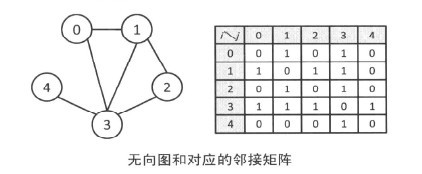 0 1
4 2
3
i\j 0 1 2 3 4
0 0 1 0 1 0
1 1 0 1 1 0
2 0 1 0 1 0
3 1 1 1 0 1
4 0 0 0 1 0
无向图和对应的邻接矩阵